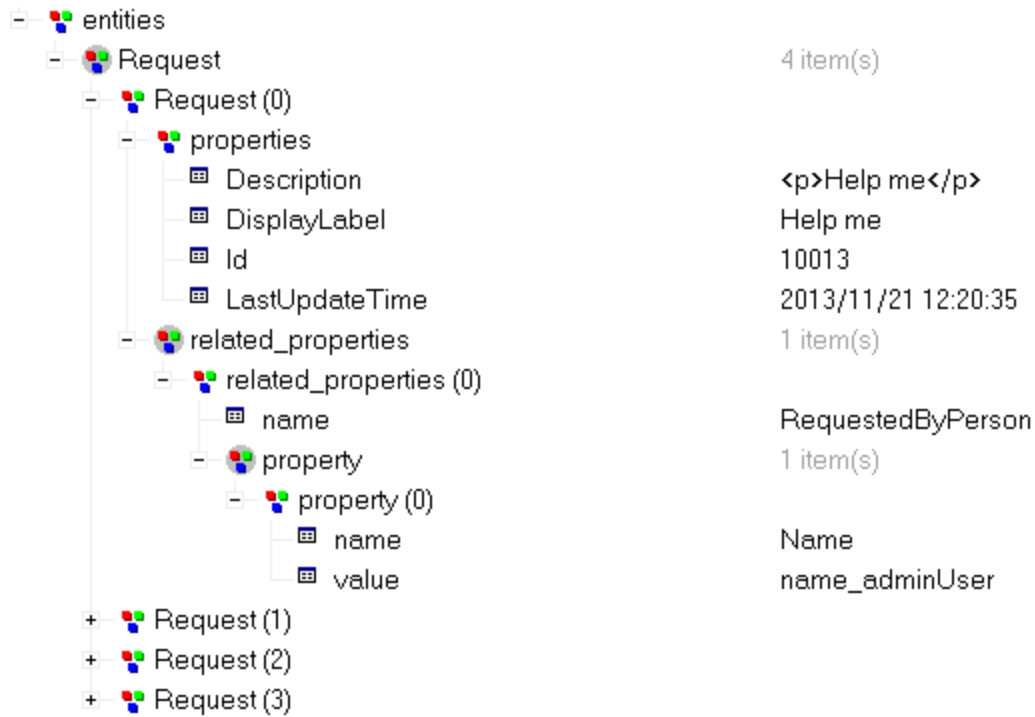 entities
Request 4 item(s)
Request (0)
properties
Description <p>Help me</p>
DisplayLabel Help me
Id 10013
LastUpdateTime 2013/11/21 12:20:35
related_properties 1 item(s)
related_properties (0)
name RequestedByPerson
property 1 item(s)
property (0)
name Name
value name_adminUser
Request (1)
Request (2)
Request (3)